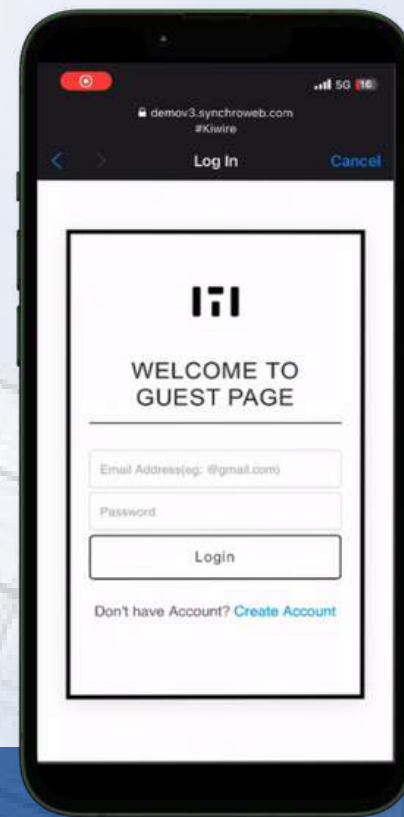 5G 16
demov3.synchroweb.com
#Kiwire
Log In
Cancel
WELCOME TO
GUEST PAGE
Email Address(eg: @gmail.com)
Password
Login
Don't have Account? Create Account